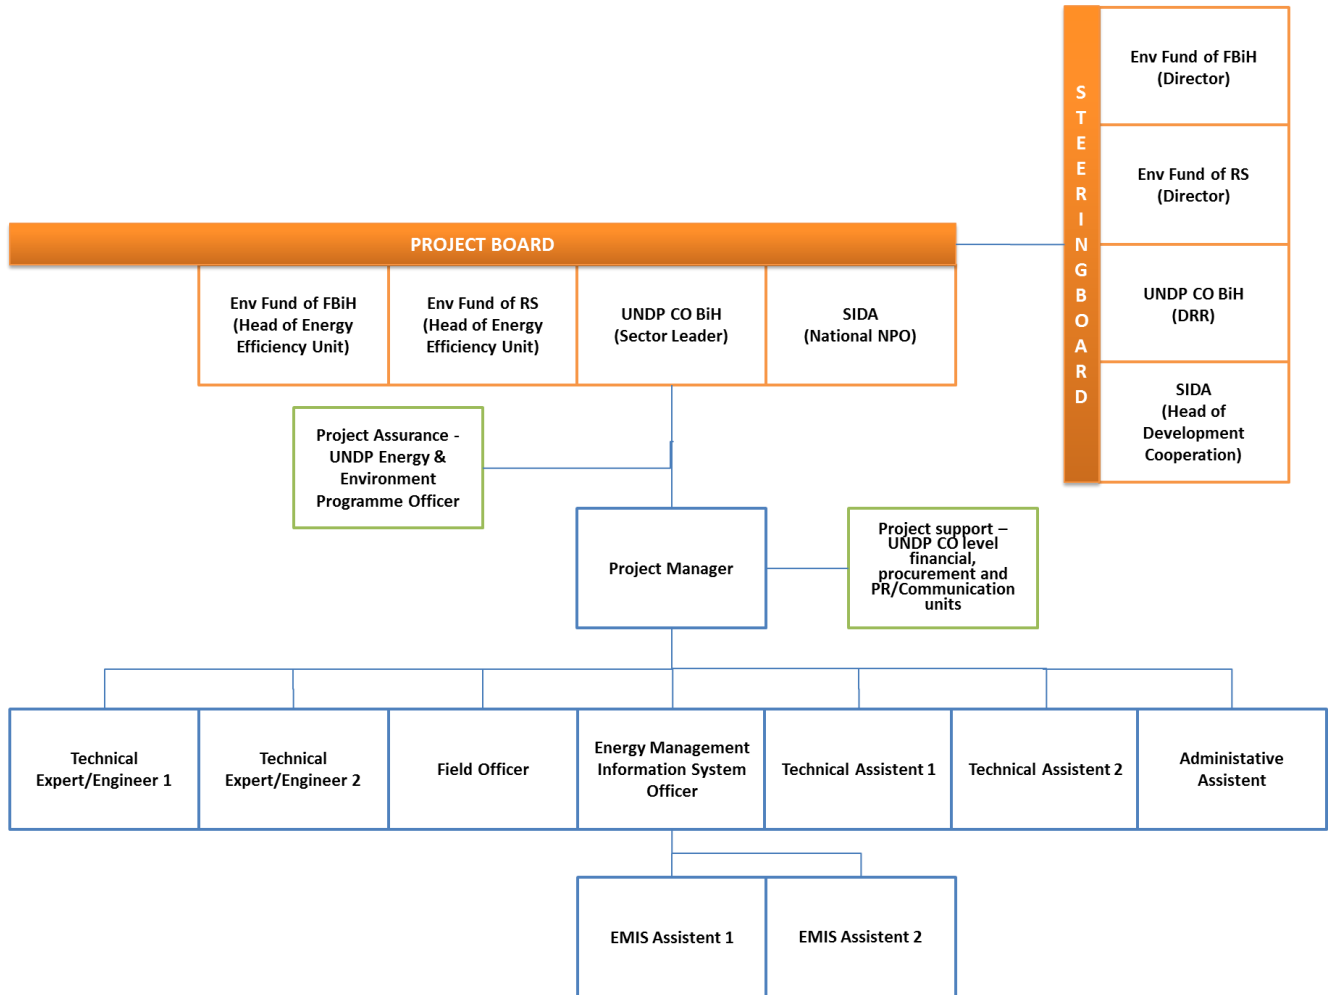 Env Fund of FBiH
(Director)
Env Fund of RS
(Director)
UNDP CO BiH
(DRR)
SIDA
(Head of
Development
Cooperation)
S
T
E
E
R
I
N
G
B
O
A
R
D
PROJECT BOARD
Env Fund of FBiH
(Head of Energy
Efficiency Unit)
Env Fund of RS
(Head of Energy
Efficiency Unit)
UNDP CO BiH
(Sector Leader)
SIDA
(National NPO)
Project Assurance -
UNDP Energy &
Environment
Programme Officer
Project Manager
Project support –
UNDP CO level
financial,
procurement and
PR/Communication
units
Technical
Expert/Engineer 1
Technical
Expert/Engineer 2
Field Officer
Energy Management
Information System
Officer
Technical Assistent 1
Technical Assistent 2
Administative
Assistent
EMIS Assistent 1
EMIS Assistent 2